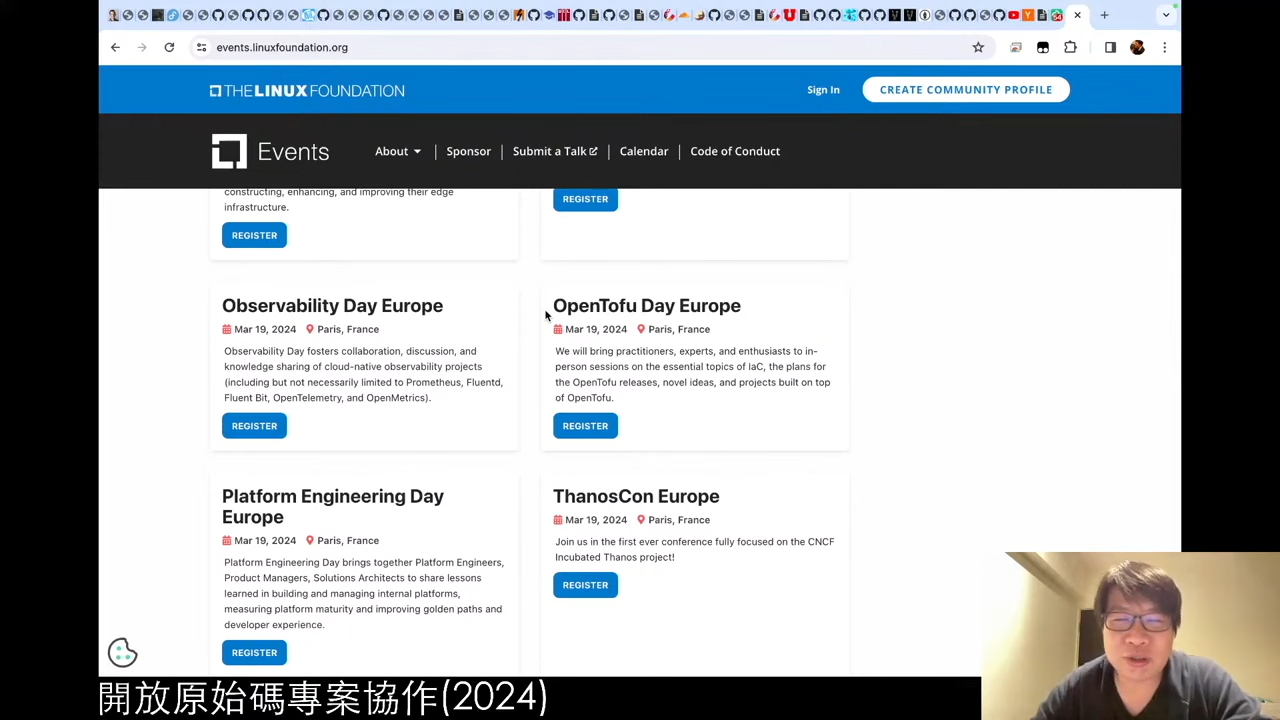 events.linuxfoundation.org
THE LINUX FOUNDATION
Sign In
CREATE COMMUNITY PROFILE
Events
About
Sponsor
Submit a Talk
Calendar
Code of Conduct
constructing, enhancing, and improving their edge
infrastructure.
REGISTER
REGISTER
Observability Day Europe
Mar 19, 2024 Paris, France
Observability Day fosters collaboration, discussion, and
knowledge sharing of cloud-native observability projects
(including but not necessarily limited to Prometheus, Fluentd,
Fluent Bit, OpenTelemetry, and OpenMetrics).
REGISTER
OpenTofu Day Europe
Mar 19, 2024 Paris, France
We will bring practitioners, experts, and enthusiasts to in-
person sessions on the essential topics of IaC, the plans for
the OpenTofu releases, novel ideas, and projects built on top
of OpenTofu.
REGISTER
Platform Engineering Day
Europe
Mar 19, 2024 Paris, France
Platform Engineering Day brings together Platform Engineers,
Product Managers, Solutions Architects to share lessons
learned in building and managing internal platforms,
measuring platform maturity and improving golden paths and
developer experience.
REGISTER
ThanosCon Europe
Mar 19, 2024 Paris, France
Join us in the first ever conference fully focused on the CNCF
Incubated Thanos project!
REGISTER
開放原始碼專案協作(2024)